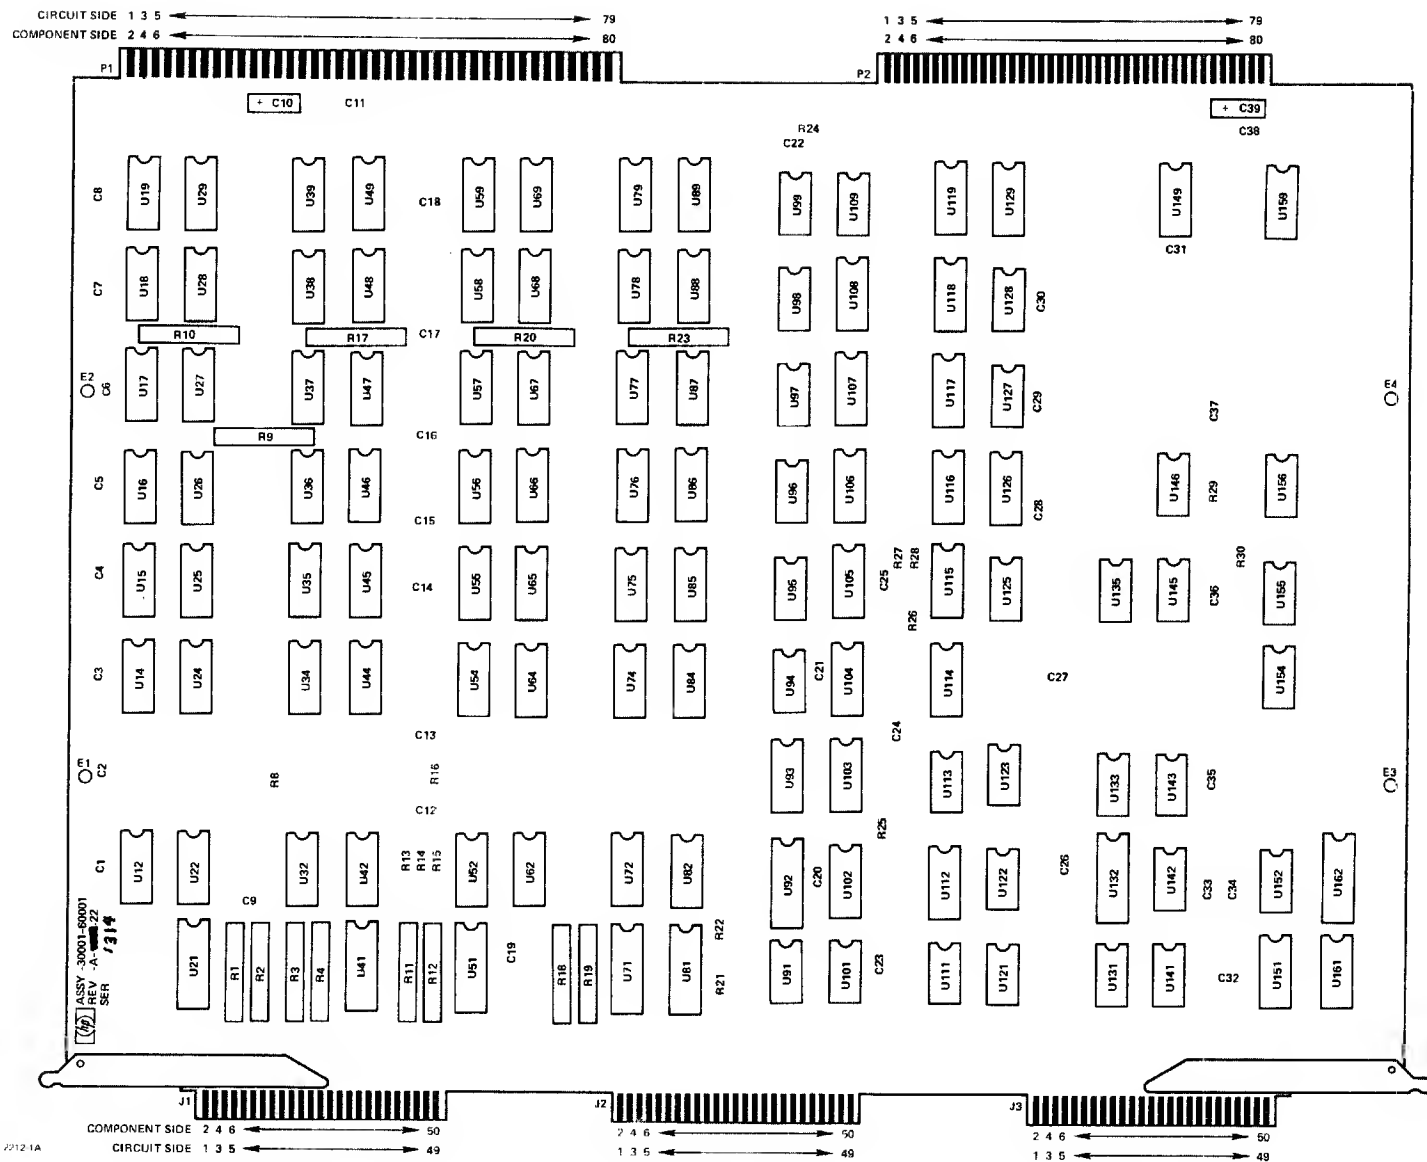 CIRCUIT SIDE 1 3 5 79
COMPONENT SIDE 2 4 6 80
1 3 5 79
2 4 6 80
P1
P2
+ C10
C11
+ C39
C38
R24
C22
C8
U19
U29
U39
U49
C18
U59
U69
U79
U89
U99
U109
U119
U129
U149
U159
C31
C7
U18
U28
U38
U48
U58
U68
U78
U88
U98
U108
U118
U128
C30
R10
R17
C17
R20
R23
E2
C6
U17
U27
U37
U47
U57
U67
U77
U87
U97
U107
U117
U127
C29
C37
E4
R9
C16
C5
U16
U26
U36
U46
U56
U66
U76
U86
U96
U106
U116
U126
C28
U146
R29
U156
C15
C4
U15
U25
U35
U45
C14
U56
U65
U75
U85
U95
U105
C25
R27
R28
U115
U125
U135
U145
C36
R30
U155
R26
C3
U14
U24
U34
U44
U54
U64
U74
U84
U94
C21
U104
U114
C27
U154
C13
C24
E1
C2
R8
R16
U93
U103
U113
U123
U133
U143
C35
E3
C12
R25
C1
U12
U22
U32
U42
R13
R14
R15
U52
U62
U72
U82
U92
C20
U102
U112
U122
C26
U132
U142
C33
C34
U152
U162
C9
ASSY -30001-60001
REV -A- -22
SER 1314
hp
U21
R1
R2
R3
R4
U41
R11
R12
U51
C19
R18
R19
U71
U81
R22
R21
U91
U101
C23
U111
U121
U131
U141
C32
U151
U161
J1
J2
J3
COMPONENT SIDE 2 4 6 50
CIRCUIT SIDE 1 3 5 49
2 4 6 50
1 3 5 49
2 4 6 50
1 3 5 49
2212-1A